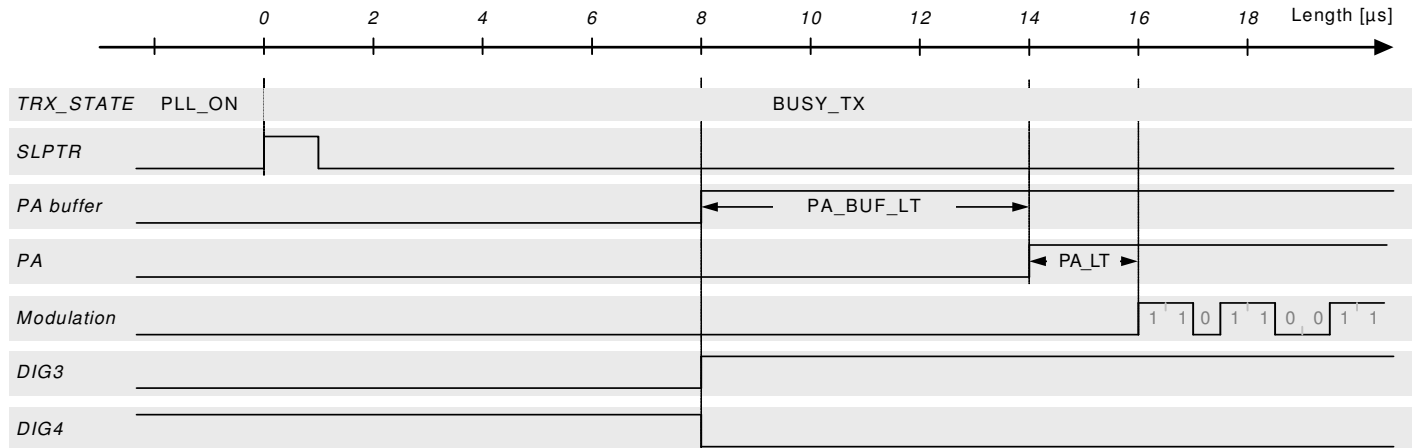 0 2 4 6 8 10 12 14 16 18 Length [µs]
TRX_STATE PLL_ON BUSY_TX
SLPTR
PA buffer PA_BUF_LT
PA PA_LT
Modulation 1 1 0 1 1 0 0 1 1
DIG3
DIG4